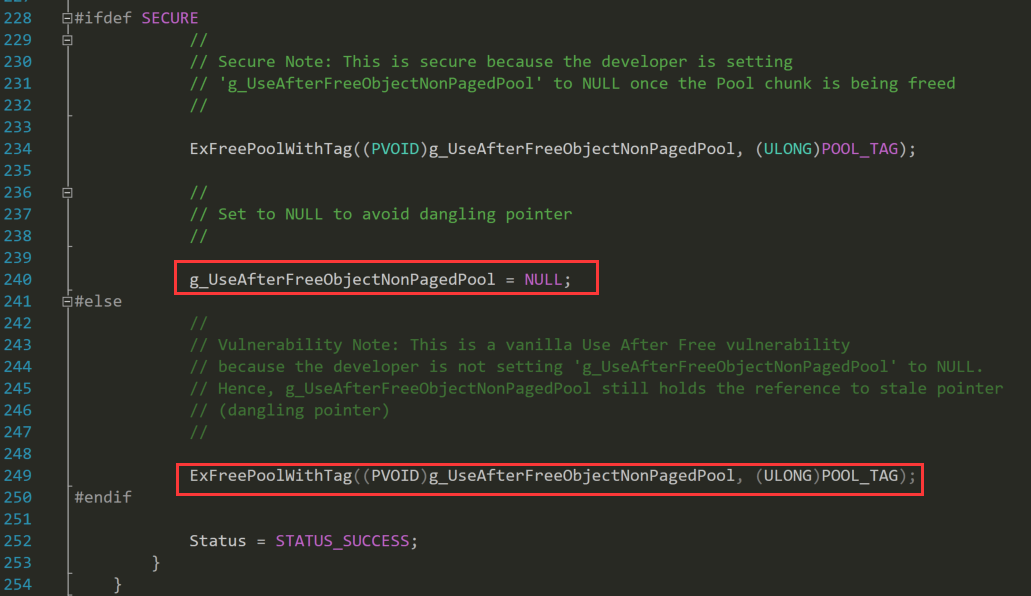 228 #ifdef SECURE
229 //
230 // Secure Note: This is secure because the developer is setting
231 // 'g_UseAfterFreeObjectNonPagedPool' to NULL once the Pool chunk is being freed
232 //
233
234 ExFreePoolWithTag((PVOID)g_UseAfterFreeObjectNonPagedPool, (ULONG)POOL_TAG);
235
236 //
237 // Set to NULL to avoid dangling pointer
238 //
239
240 g_UseAfterFreeObjectNonPagedPool = NULL;
241 #else
242 //
243 // Vulnerability Note: This is a vanilla Use After Free vulnerability
244 // because the developer is not setting 'g_UseAfterFreeObjectNonPagedPool' to NULL.
245 // Hence, g_UseAfterFreeObjectNonPagedPool still holds the reference to stale pointer
246 // (dangling pointer)
247 //
248
249 ExFreePoolWithTag((PVOID)g_UseAfterFreeObjectNonPagedPool, (ULONG)POOL_TAG);
250 #endif
251
252 Status = STATUS_SUCCESS;
253 }
254 }